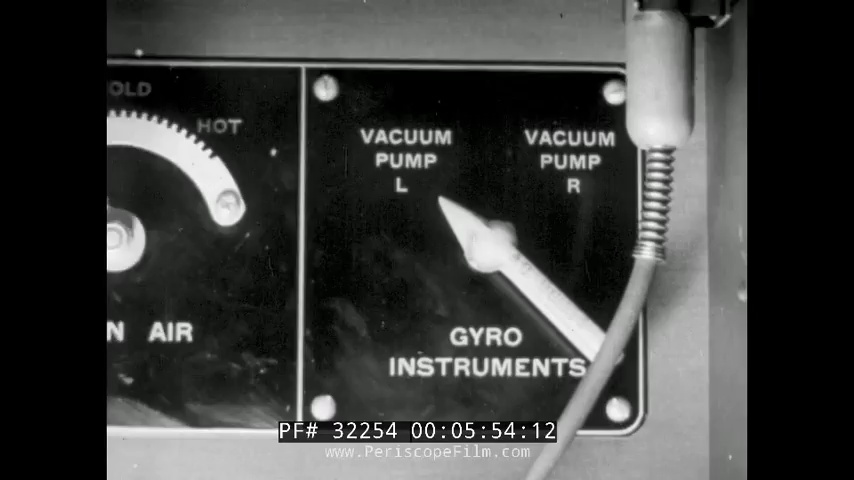 OLD
HOT
N AIR
VACUUM
PUMP
L
VACUUM
PUMP
R
GYRO
INSTRUMENTS
PF# 32254 00:05:54:12
www.PeriscopeFilm.com